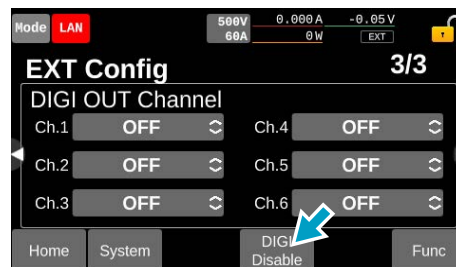 Mode LAN 500V 0.000A -0.05V
60A 0W EXT
EXT Config 3/3
DIGI OUT Channel
Ch.1 OFF Ch.4 OFF
Ch.2 OFF Ch.5 OFF
Ch.3 OFF Ch.6 OFF
Home System DIGI Func
Disable